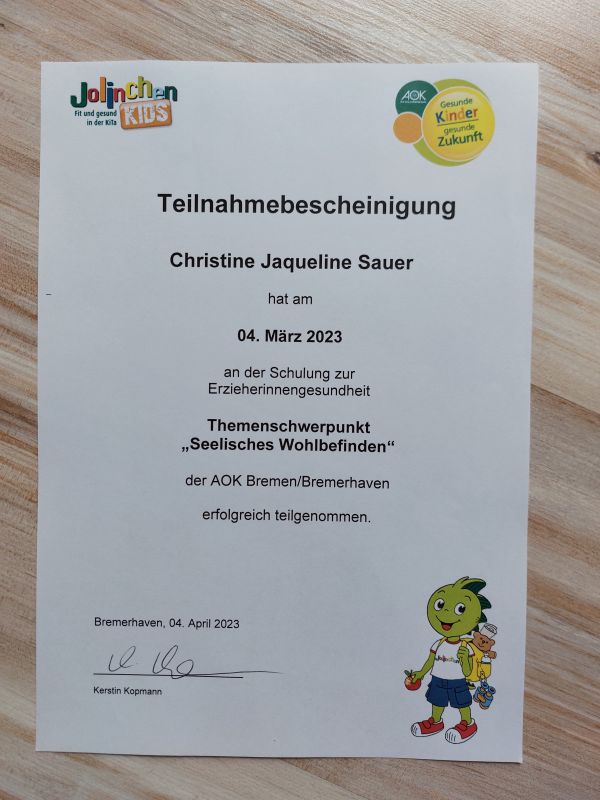 Jolinchen
KIDS
Fit und gesund
in der KiTa
AOK
Gesunde
Kinder
gesunde
Zukunft
Teilnahmebescheinigung
Christine Jaqueline Sauer
hat am
04. März 2023
an der Schulung zur
Erzieherinnengesundheit
Themenschwerpunkt
„Seelisches Wohlbefinden“
der AOK Bremen/Bremerhaven
erfolgreich teilgenommen.
Bremerhaven, 04. April 2023
Kerstin Kopmann
Jolinchen